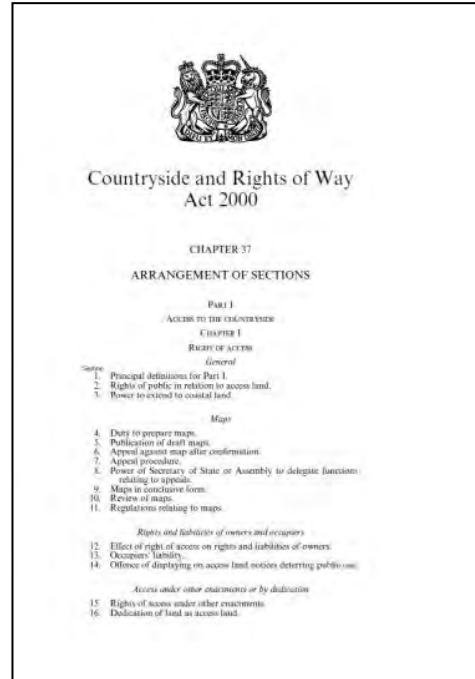 Countryside and Rights of Way
Act 2000
CHAPTER 37
ARRANGEMENT OF SECTIONS
PART I
ACCESS TO THE COUNTRYSIDE
CHAPTER I
RIGHT OF ACCESS
General
Section
1. Principal definitions for Part I.
2. Rights of public in relation to access land.
3. Power to extend to coastal land.
Maps
4. Duty to prepare maps.
5. Publication of draft maps.
6. Appeal against map after confirmation.
7. Appeal procedure.
8. Power of Secretary of State or Assembly to delegate functions
relating to appeals.
9. Maps in conclusive form.
10. Review of maps.
11. Regulations relating to maps.
Rights and liabilities of owners and occupiers
12. Effect of right of access on rights and liabilities of owners.
13. Occupiers' liability.
14. Offence of displaying on access land notices deterring public use.
Access under other enactments or by dedication
15 Rights of access under other enactments.
16. Dedication of land as access land.